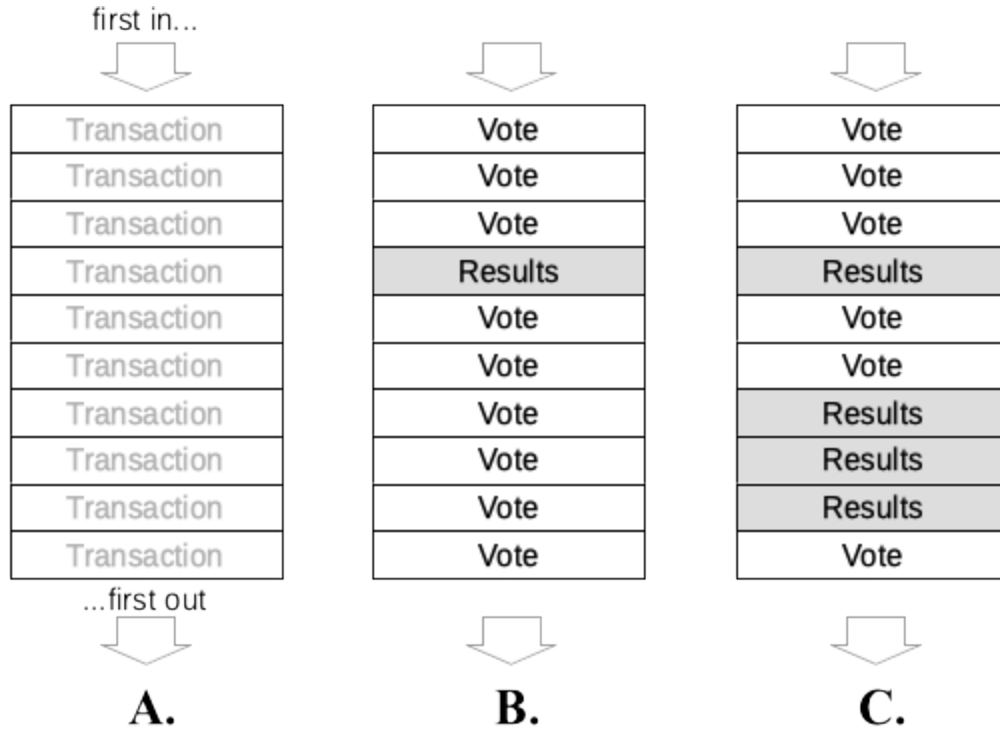 first in...
Transaction Vote Vote
Transaction Vote Vote
Transaction Vote Vote
Transaction Results Results
Transaction Vote Vote
Transaction Vote Vote
Transaction Vote Results
Transaction Vote Results
Transaction Vote Results
Transaction Vote Vote
...first out
A. B. C.